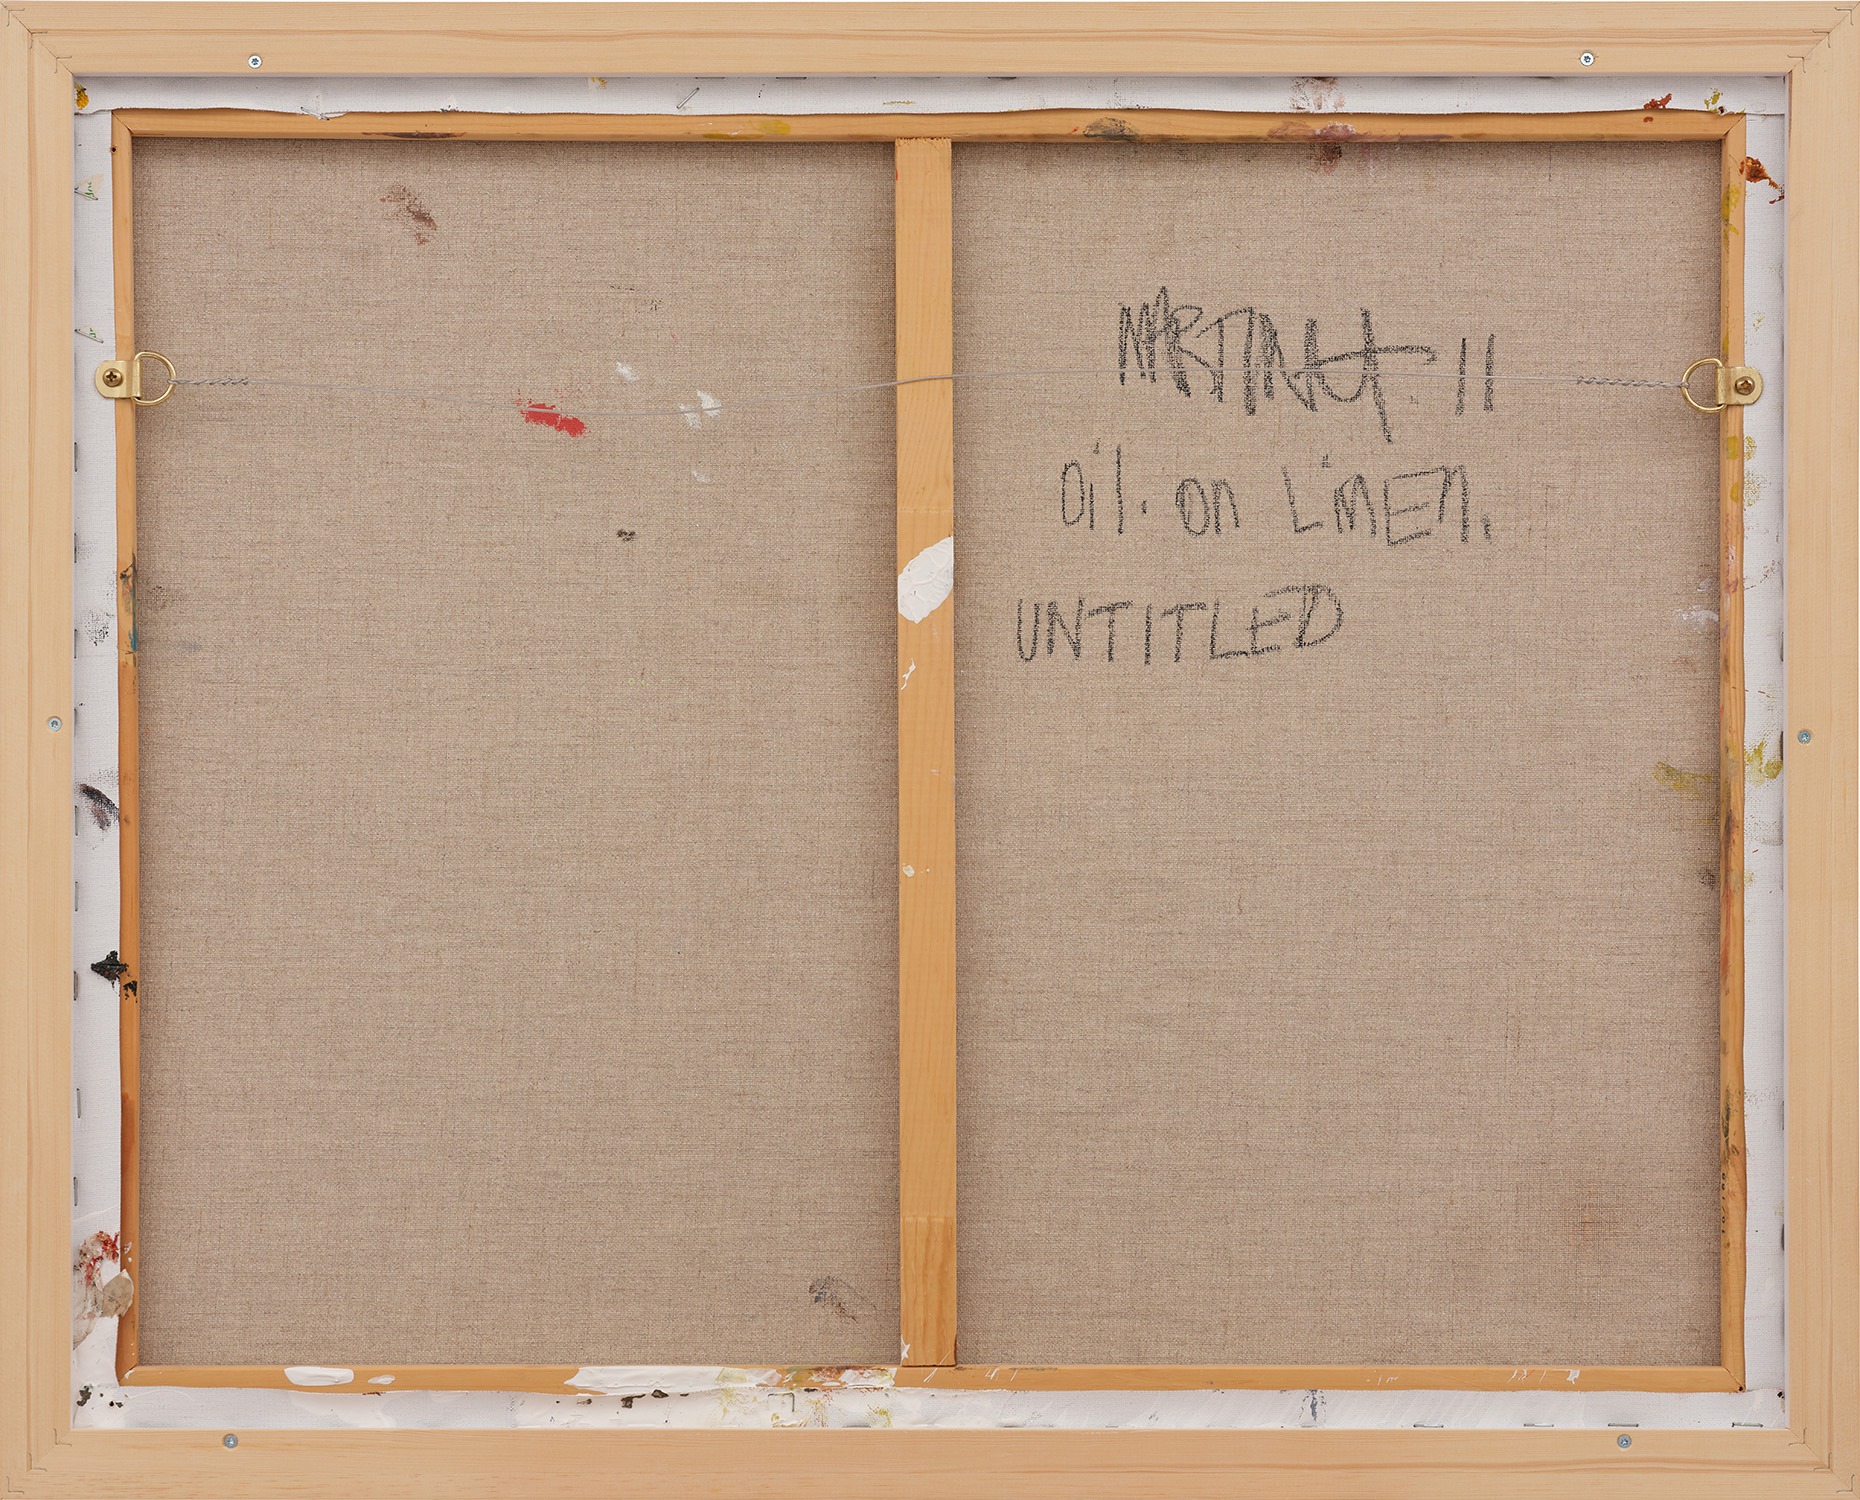 11
oil. on LinEn.
UNTITLED